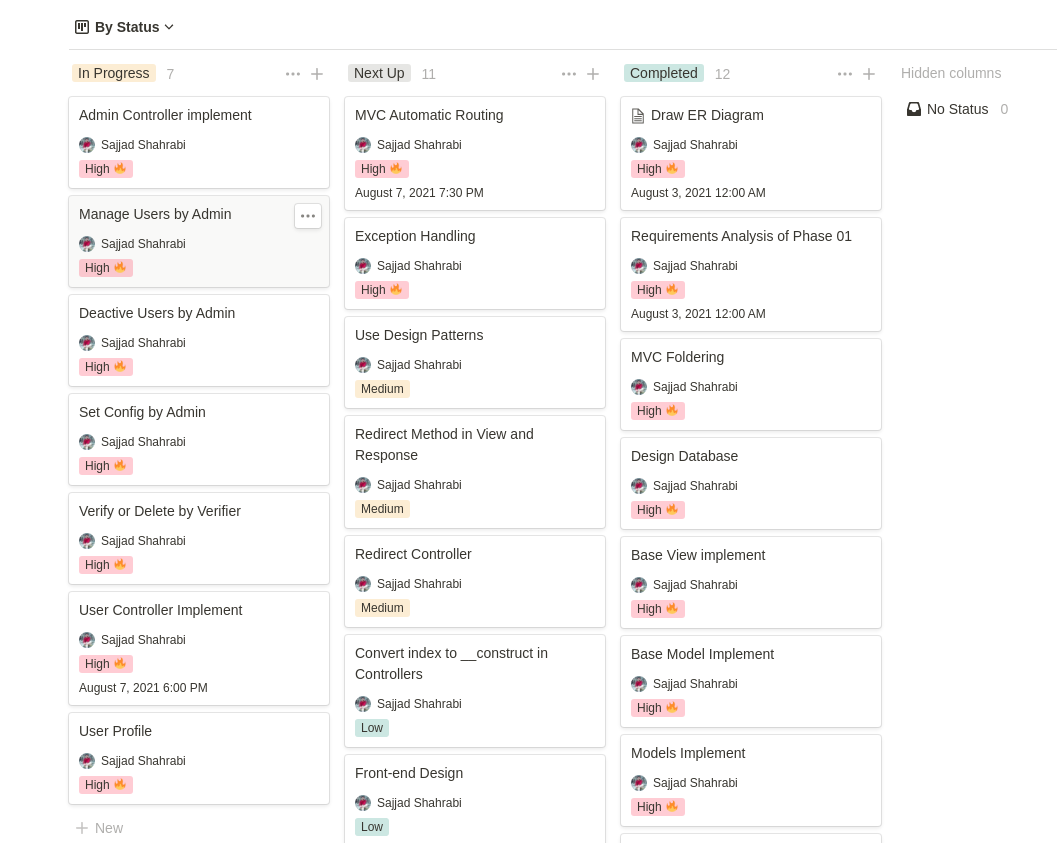 By Status
In Progress 7
Admin Controller implement
Sajjad Shahrabi
High
Manage Users by Admin
Sajjad Shahrabi
High
Deactive Users by Admin
Sajjad Shahrabi
High
Set Config by Admin
Sajjad Shahrabi
High
Verify or Delete by Verifier
Sajjad Shahrabi
High
User Controller Implement
Sajjad Shahrabi
High
August 7, 2021 6:00 PM
User Profile
Sajjad Shahrabi
High
New
Next Up 11
MVC Automatic Routing
Sajjad Shahrabi
High
August 7, 2021 7:30 PM
Exception Handling
Sajjad Shahrabi
High
Use Design Patterns
Sajjad Shahrabi
Medium
Redirect Method in View and
Response
Sajjad Shahrabi
Medium
Redirect Controller
Sajjad Shahrabi
Medium
Convert index to __construct in
Controllers
Sajjad Shahrabi
Low
Front-end Design
Sajjad Shahrabi
Low
Completed 12
Draw ER Diagram
Sajjad Shahrabi
High
August 3, 2021 12:00 AM
Requirements Analysis of Phase 01
Sajjad Shahrabi
High
August 3, 2021 12:00 AM
MVC Foldering
Sajjad Shahrabi
High
Design Database
Sajjad Shahrabi
High
Base View implement
Sajjad Shahrabi
High
Base Model Implement
Sajjad Shahrabi
High
Models Implement
Sajjad Shahrabi
High
Hidden columns
No Status 0